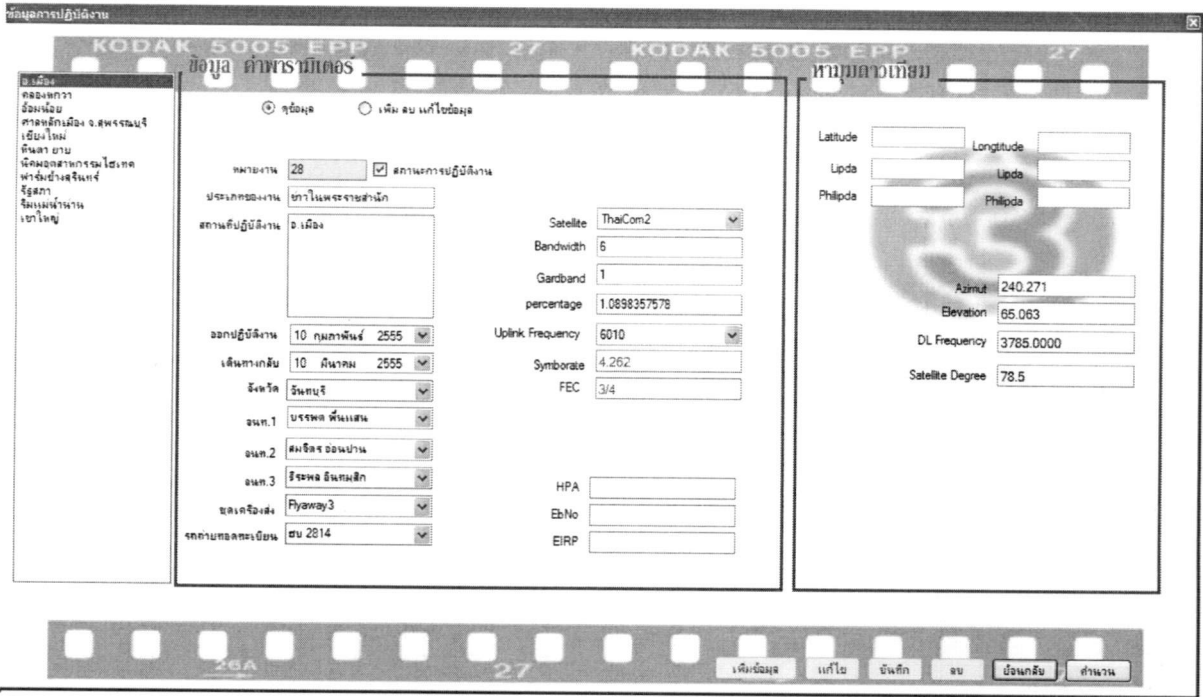 ข้อมูลการปฏิบัติงาน
KODAK 5005 EPP 27 KODAK 5005 EPP 27
ข้อมูล ค่าพารามิเตอร์
หามุมดาวเทียม
อ.เมือง
คลองหกวา
อ้อมน้อย
ศาลหลักเมือง จ.สุพรรณบุรี
เชียงใหม่
หินลา ยาบ
นิคมอุตสาหกรรมไฮเทค
ฟาร์มช้างสุรินทร์
รัฐสภา
ริมแม่น้ำน่าน
เขาใหญ่
ดูข้อมูล
เพิ่ม ลบ แก้ไขข้อมูล
หมายงาน 28 สถานะการปฏิบัติงาน
ประเภทของงาน ข่าวในพระราชสำนัก
สถานที่ปฏิบัติงาน อ.เมือง
ออกปฏิบัติงาน 10 กุมภาพันธ์ 2555
เดินทางกลับ 10 มีนาคม 2555
จังหวัด จันทบุรี
จนท.1 บรรพต พื้นแสน
จนท.2 สมจิตร อ่อนปาน
จนท.3 ธีระพล อินทมุสิก
ชุดเครื่องส่ง Flyaway3
รถถ่ายทอดทะเบียน ฮบ 2814
Satellite ThaiCom2
Bandwidth 6
Gardband 1
percentage 1.0898357578
Uplink Frequency 6010
Symborate 4.262
FEC 3/4
HPA
EbNo
EIRP
Latitude Longtitude
Lipda Lipda
Philipda Philipda
Azimut 240.271
Elevation 65.063
DL Frequency 3785.0000
Satellite Degree 78.5
26A 27
เพิ่มข้อมูล แก้ไข บันทึก ลบ ย้อนกลับ คำนวน